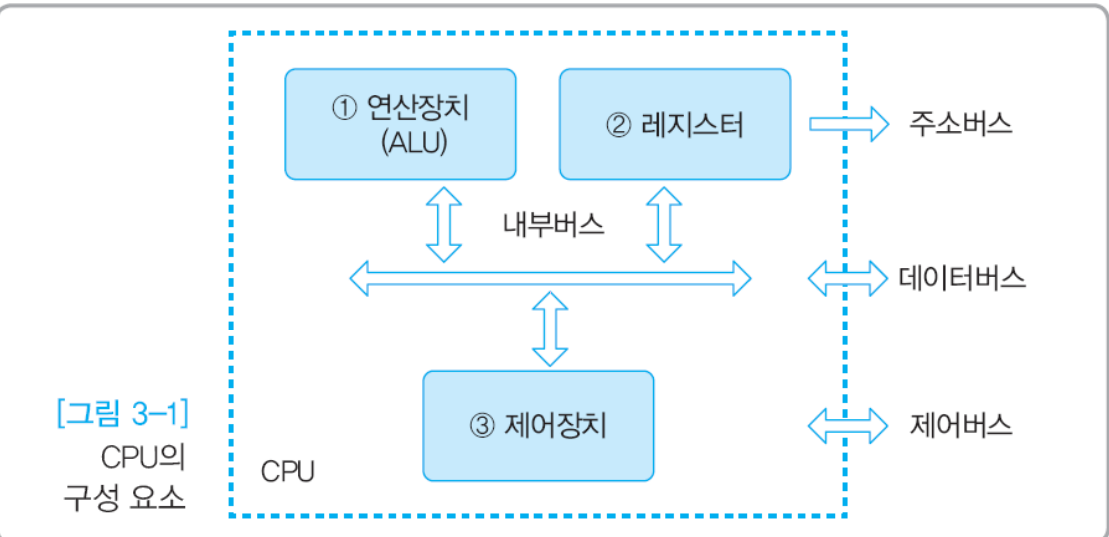 ① 연산장치
(ALU)
② 레지스터
주소버스
내부버스
데이터버스
③ 제어장치
제어버스
CPU
[그림 3-1]
CPU의
구성 요소